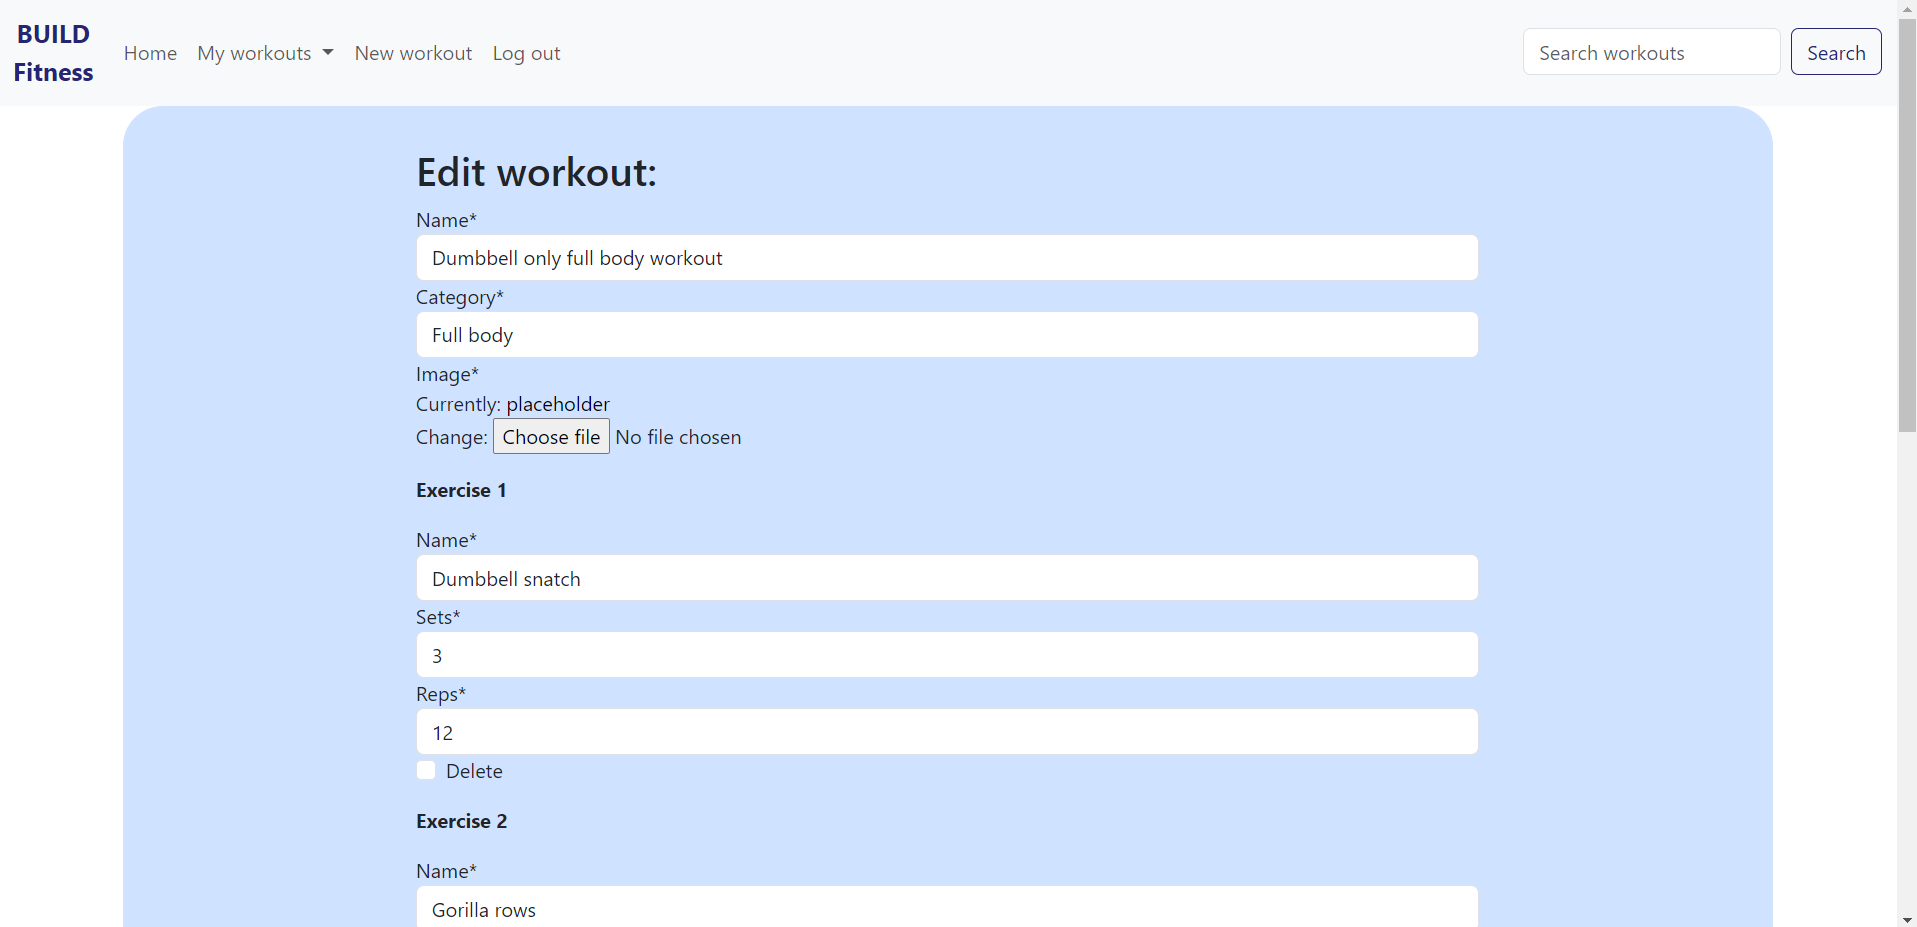 BUILD
Fitness
Home My workouts New workout Log out
Search workouts Search
Edit workout:
Name*
Dumbbell only full body workout
Category*
Full body
Image*
Currently: placeholder
Change: Choose file No file chosen
Exercise 1
Name*
Dumbbell snatch
Sets*
3
Reps*
12
Delete
Exercise 2
Name*
Gorilla rows